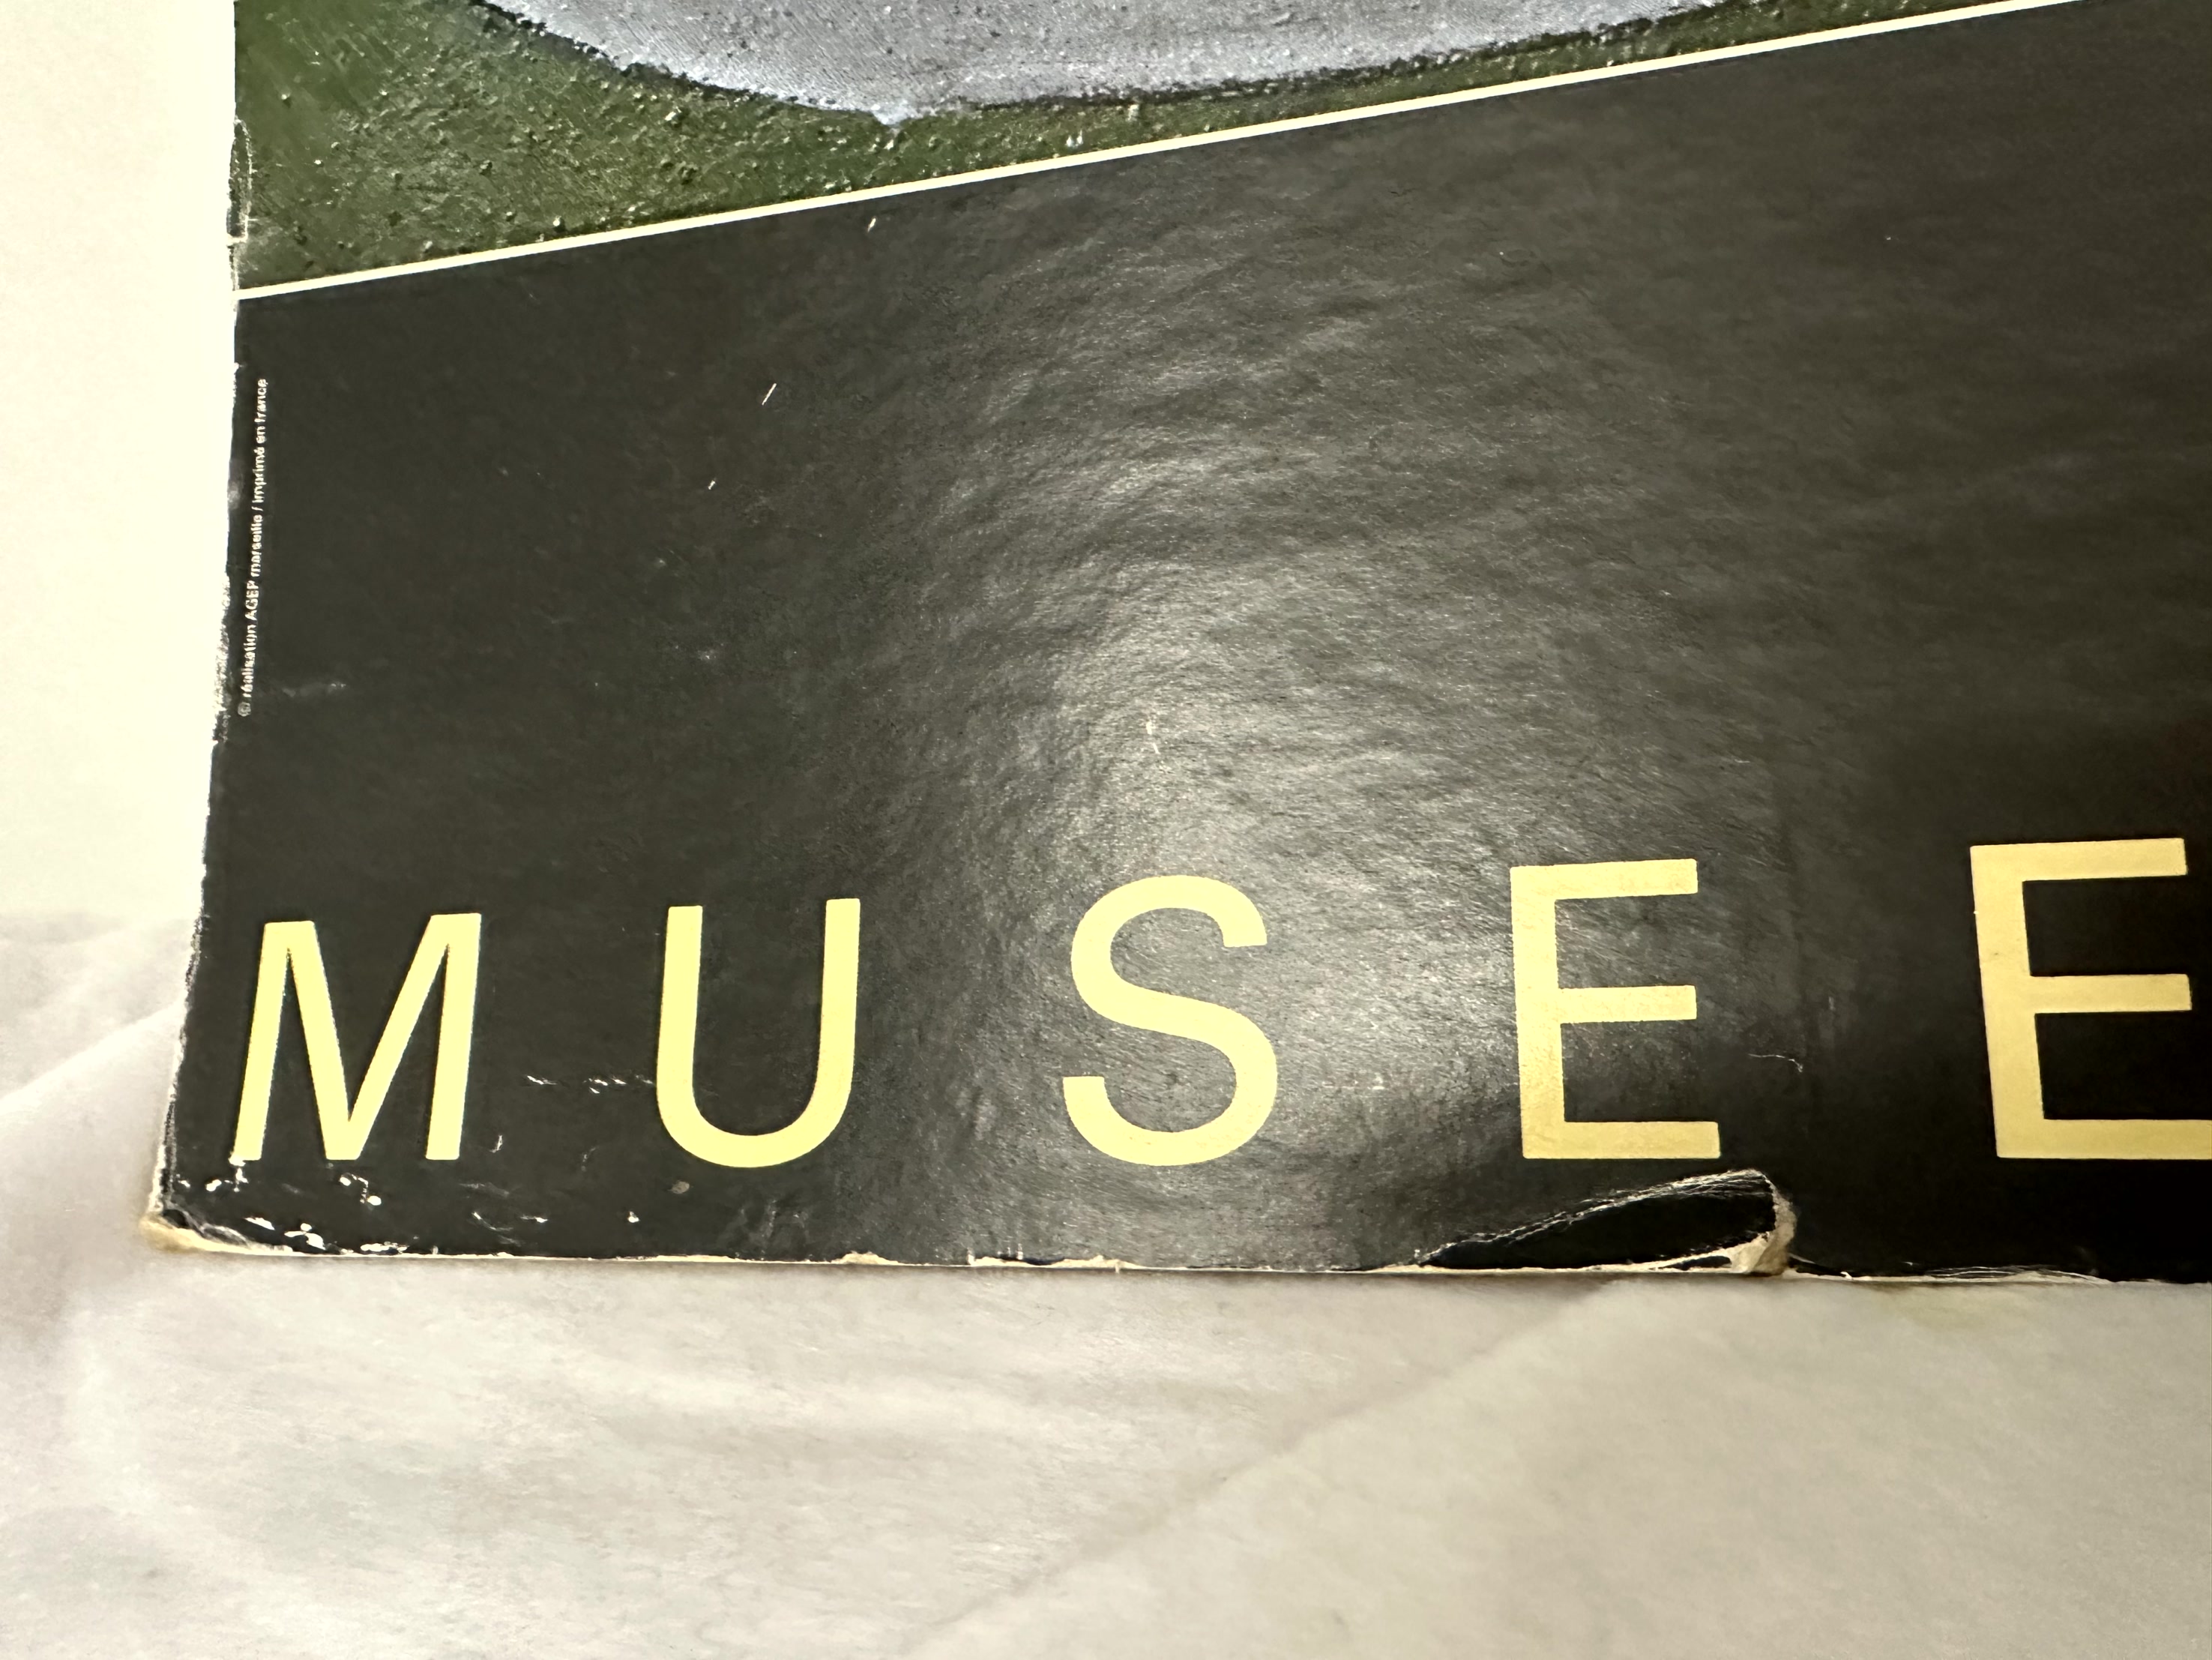 © réalisation AGEP marseille / imprimé en france
MUSEE